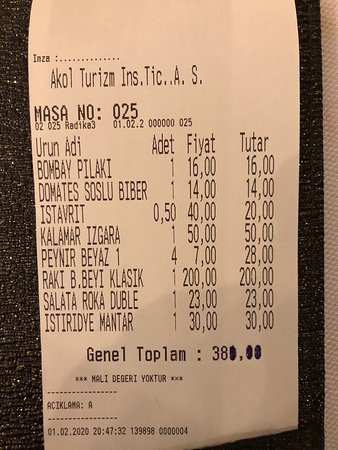 Imza :..............
Akol Turizm Ins.Tic..A. S.
MASA NO: 025
02 025 Radika3 01.02.2 000000 025
Urun Adi Adet Fiyat Tutar
BOMBAY PILAKI 1 16,00 16,00
DOMATES SOSLU BIBER 1 14,00 14,00
ISTAVRIT 0,50 40,00 20,00
KALAMAR IZGARA 1 50,00 50,00
PEYNIR BEYAZ 1 4 7,00 28,00
RAKI B.BEYI KLASIK 1 200,00 200,00
SALATA ROKA DUBLE 1 23,00 23,00
ISTIRIDYE MANTAR 1 30,00 30,00
Genel Toplam : 380,00
*** MALI DEGERI YOKTUR ***
------------------
ACIKLAMA: A
------------------
01.02.2020 20:47:32 139898 0000004